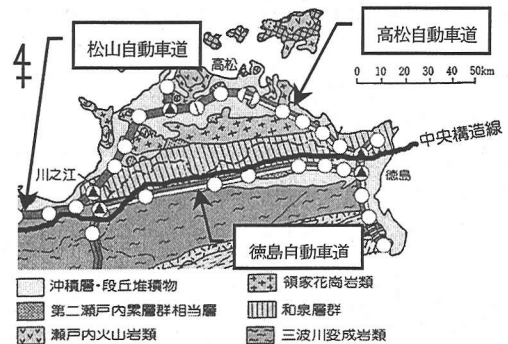 松山自動車道
高松自動車道
高松
0 10 20 30 40 50km
中央構造線
川之江
徳島
徳島自動車道
沖積層・段丘堆積物
第二瀬戸内累層群相当層
瀬戸内火山岩類
領家花崗岩類
和泉層群
三波川変成岩類